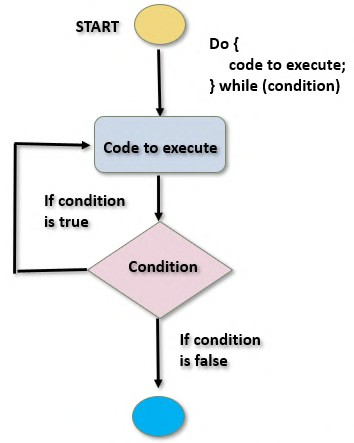 START
Do {
code to execute;
} while (condition)
Code to execute
If condition
is true
Condition
If condition
is false